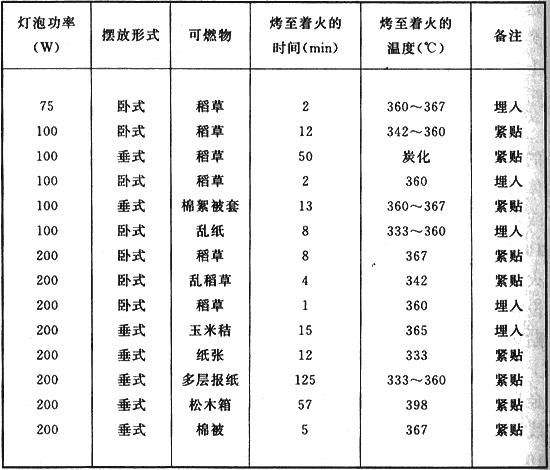 灯泡功率(W) 摆放形式 可燃物 烤至着火的时间(min) 烤至着火的温度(℃) 备注
75 卧式 稻草 2 360～367 埋入
100 卧式 稻草 12 342～360 紧贴
100 垂式 稻草 50 炭化 紧贴
100 卧式 稻草 2 360 埋入
100 垂式 棉絮被套 13 360～367 紧贴
100 卧式 乱纸 8 333～360 埋入
200 卧式 稻草 8 367 紧贴
200 卧式 乱稻草 4 342 紧贴
200 卧式 稻草 1 360 埋入
200 垂式 玉米秸 15 365 埋入
200 垂式 纸张 12 333 紧贴
200 垂式 多层报纸 125 333～360 紧贴
200 垂式 松木箱 57 398 紧贴
200 垂式 棉被 5 367 紧贴